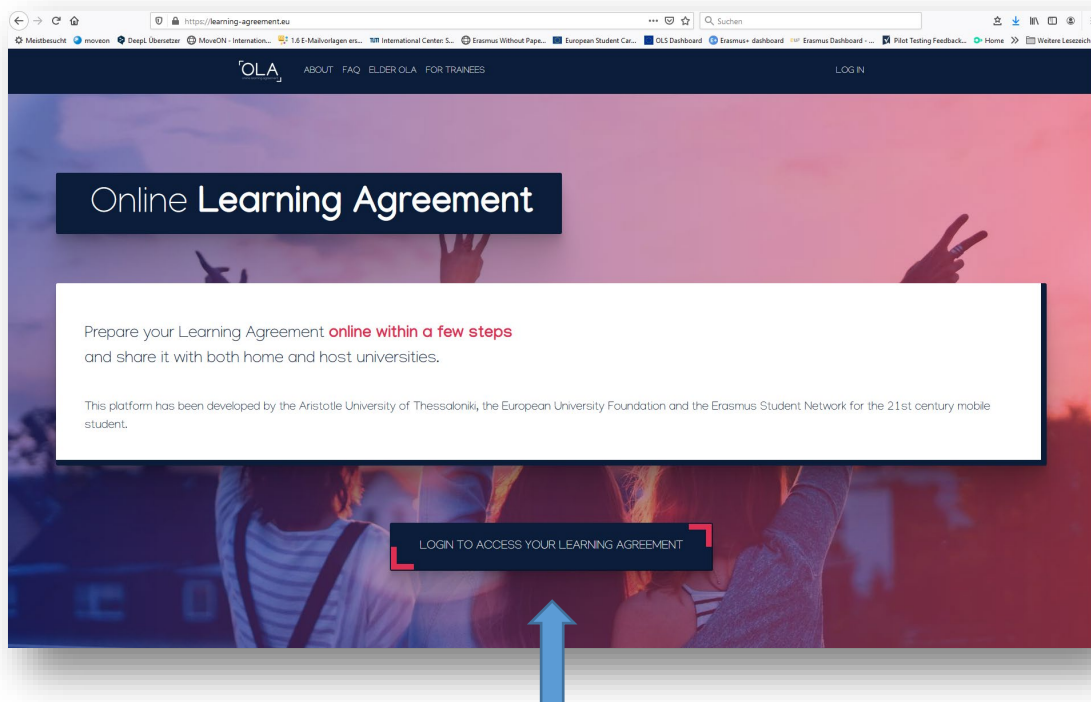 https://learning-agreement.eu
Suchen
Meistbesucht moveon DeepL Übersetzer MoveON - Internation... 1.6 E-Mailvorlagen ers... International Center: S... Erasmus Without Pape... European Student Car... OLS Dashboard Erasmus+ dashboard Erasmus Dashboard - ... Pilot Testing Feedback... Home Weitere Lesezeich
OLA ABOUT FAQ ELDER OLA FOR TRAINEES LOG IN
Online Learning Agreement
Prepare your Learning Agreement online within a few steps
and share it with both home and host universities.
This platform has been developed by the Aristotle University of Thessaloniki, the European University Foundation and the Erasmus Student Network for the 21st century mobile
student.
LOGIN TO ACCESS YOUR LEARNING AGREEMENT